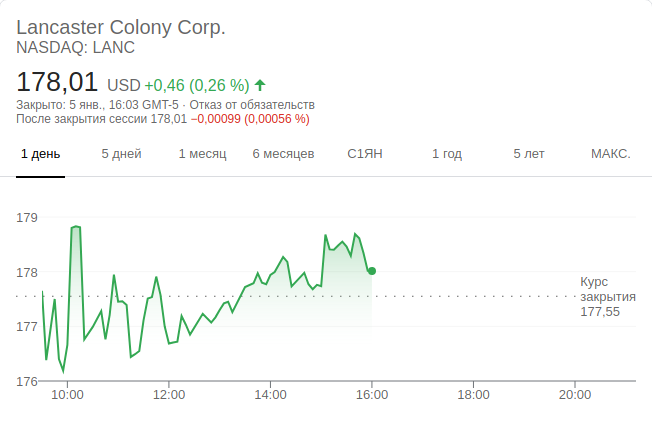 Lancaster Colony Corp.
NASDAQ: LANC
178,01 USD +0,46 (0,26 %)
Закрыто: 5 янв., 16:03 GMT-5 · Отказ от обязательств
После закрытия сессии 178,01 −0,00099 (0,00056 %)
1 день 5 дней 1 месяц 6 месяцев С1ЯН 1 год 5 лет МАКС.
179
178
Курс
закрытия
177,55
177
176
10:00 12:00 14:00 16:00 18:00 20:00